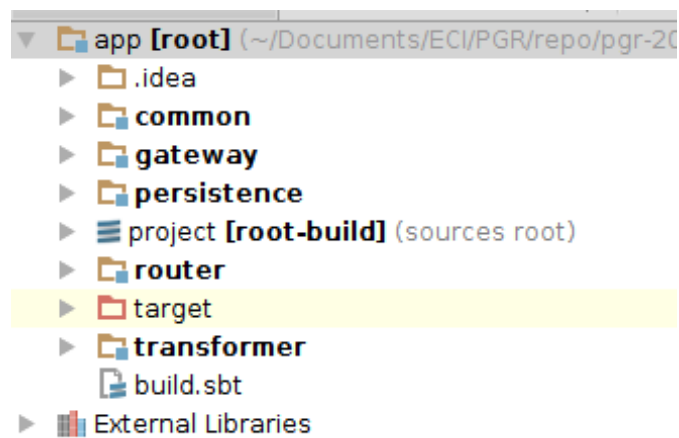 app [root] (~/Documents/ECI/PGR/repo/pgr-20
.idea
common
gateway
persistence
project [root-build] (sources root)
router
target
transformer
build.sbt
External Libraries